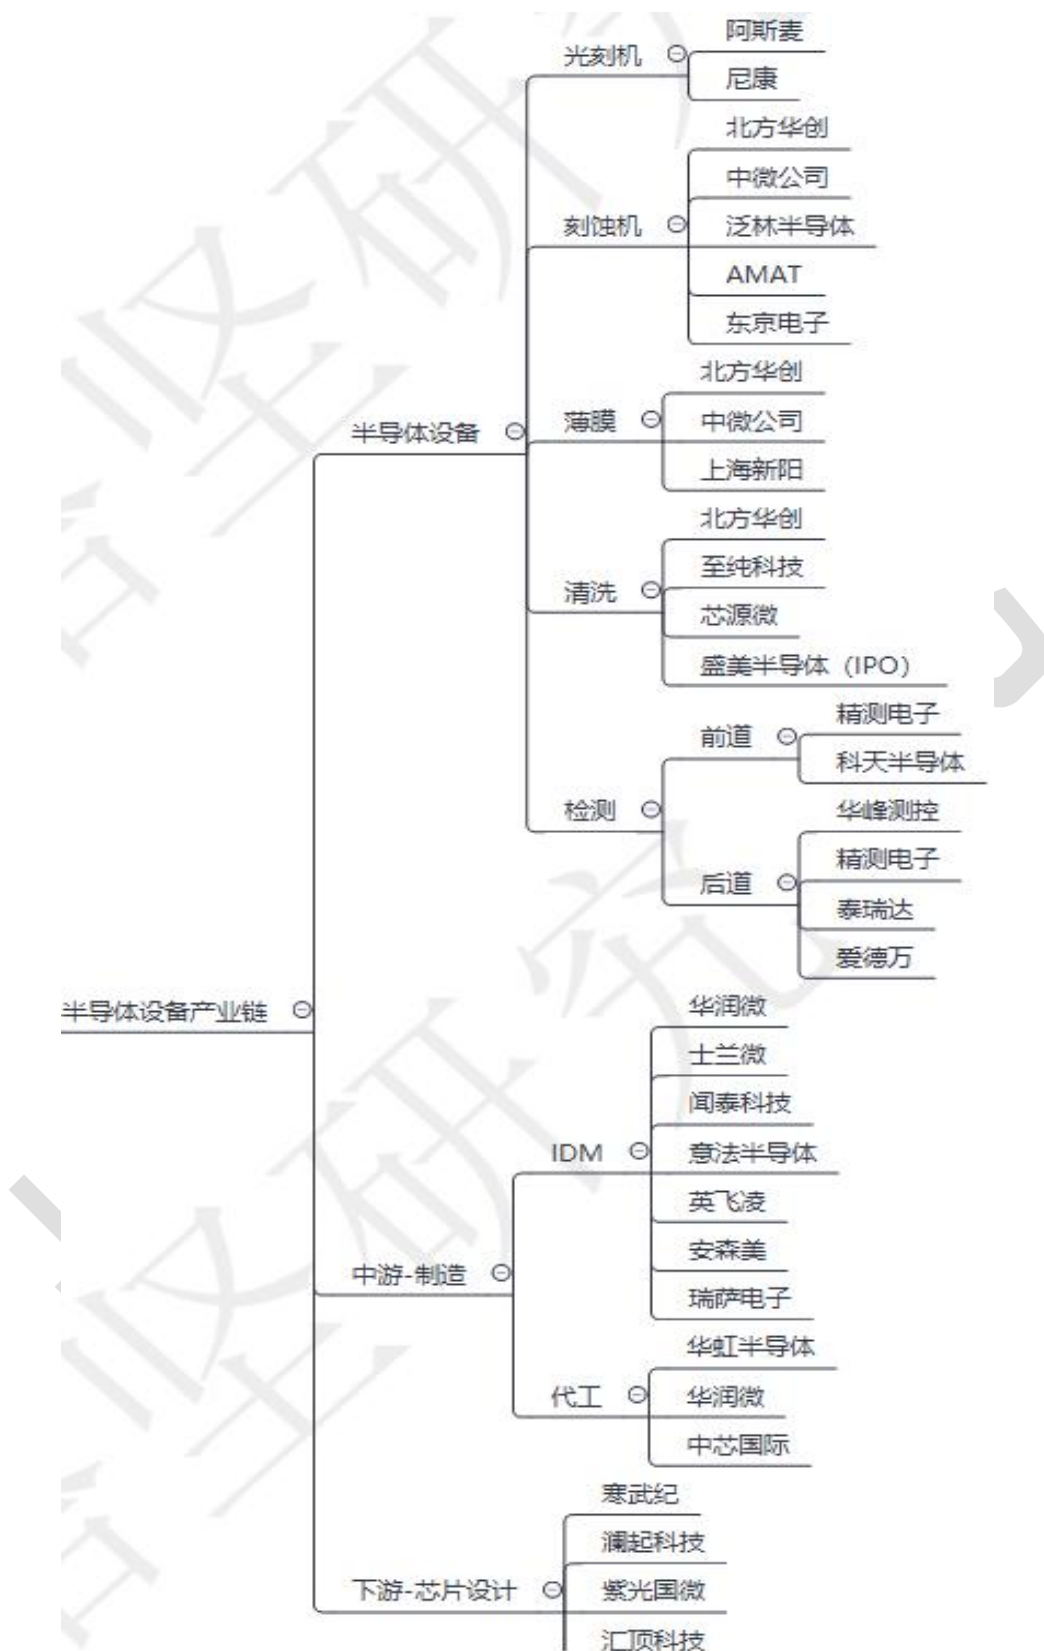 半导体设备产业链
半导体设备
光刻机
阿斯麦
尼康
刻蚀机
北方华创
中微公司
泛林半导体
AMAT
东京电子
薄膜
北方华创
中微公司
上海新阳
清洗
北方华创
至纯科技
芯源微
盛美半导体（IPO）
检测
前道
精测电子
科天半导体
后道
华峰测控
精测电子
泰瑞达
爱德万
中游-制造
IDM
华润微
士兰微
闻泰科技
意法半导体
英飞凌
安森美
瑞萨电子
代工
华虹半导体
华润微
中芯国际
下游-芯片设计
寒武纪
澜起科技
紫光国微
汇顶科技